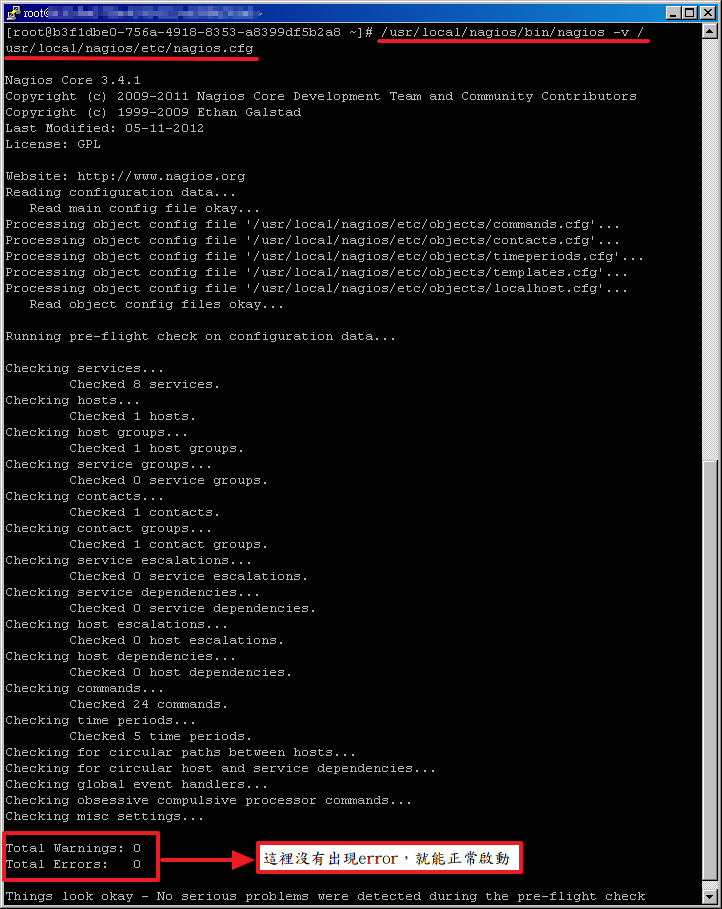 root@
[root@b3f1dbe0-756a-4918-8353-a8399df5b2a8 ~]# /usr/local/nagios/bin/nagios -v /
usr/local/nagios/etc/nagios.cfg
Nagios Core 3.4.1
Copyright (c) 2009-2011 Nagios Core Development Team and Community Contributors
Copyright (c) 1999-2009 Ethan Galstad
Last Modified: 05-11-2012
License: GPL
Website: http://www.nagios.org
Reading configuration data...
   Read main config file okay...
Processing object config file '/usr/local/nagios/etc/objects/commands.cfg'...
Processing object config file '/usr/local/nagios/etc/objects/contacts.cfg'...
Processing object config file '/usr/local/nagios/etc/objects/timeperiods.cfg'...
Processing object config file '/usr/local/nagios/etc/objects/templates.cfg'...
Processing object config file '/usr/local/nagios/etc/objects/localhost.cfg'...
   Read object config files okay...
Running pre-flight check on configuration data...
Checking services...
        Checked 8 services.
Checking hosts...
        Checked 1 hosts.
Checking host groups...
        Checked 1 host groups.
Checking service groups...
        Checked 0 service groups.
Checking contacts...
        Checked 1 contacts.
Checking contact groups...
        Checked 1 contact groups.
Checking service escalations...
        Checked 0 service escalations.
Checking service dependencies...
        Checked 0 service dependencies.
Checking host escalations...
        Checked 0 host escalations.
Checking host dependencies...
        Checked 0 host dependencies.
Checking commands...
        Checked 24 commands.
Checking time periods...
        Checked 5 time periods.
Checking for circular paths between hosts...
Checking for circular host and service dependencies...
Checking global event handlers...
Checking obsessive compulsive processor commands...
Checking misc settings...
Total Warnings: 0
Total Errors:   0
這裡沒有出現error，就能正常啟動
Things look okay - No serious problems were detected during the pre-flight check